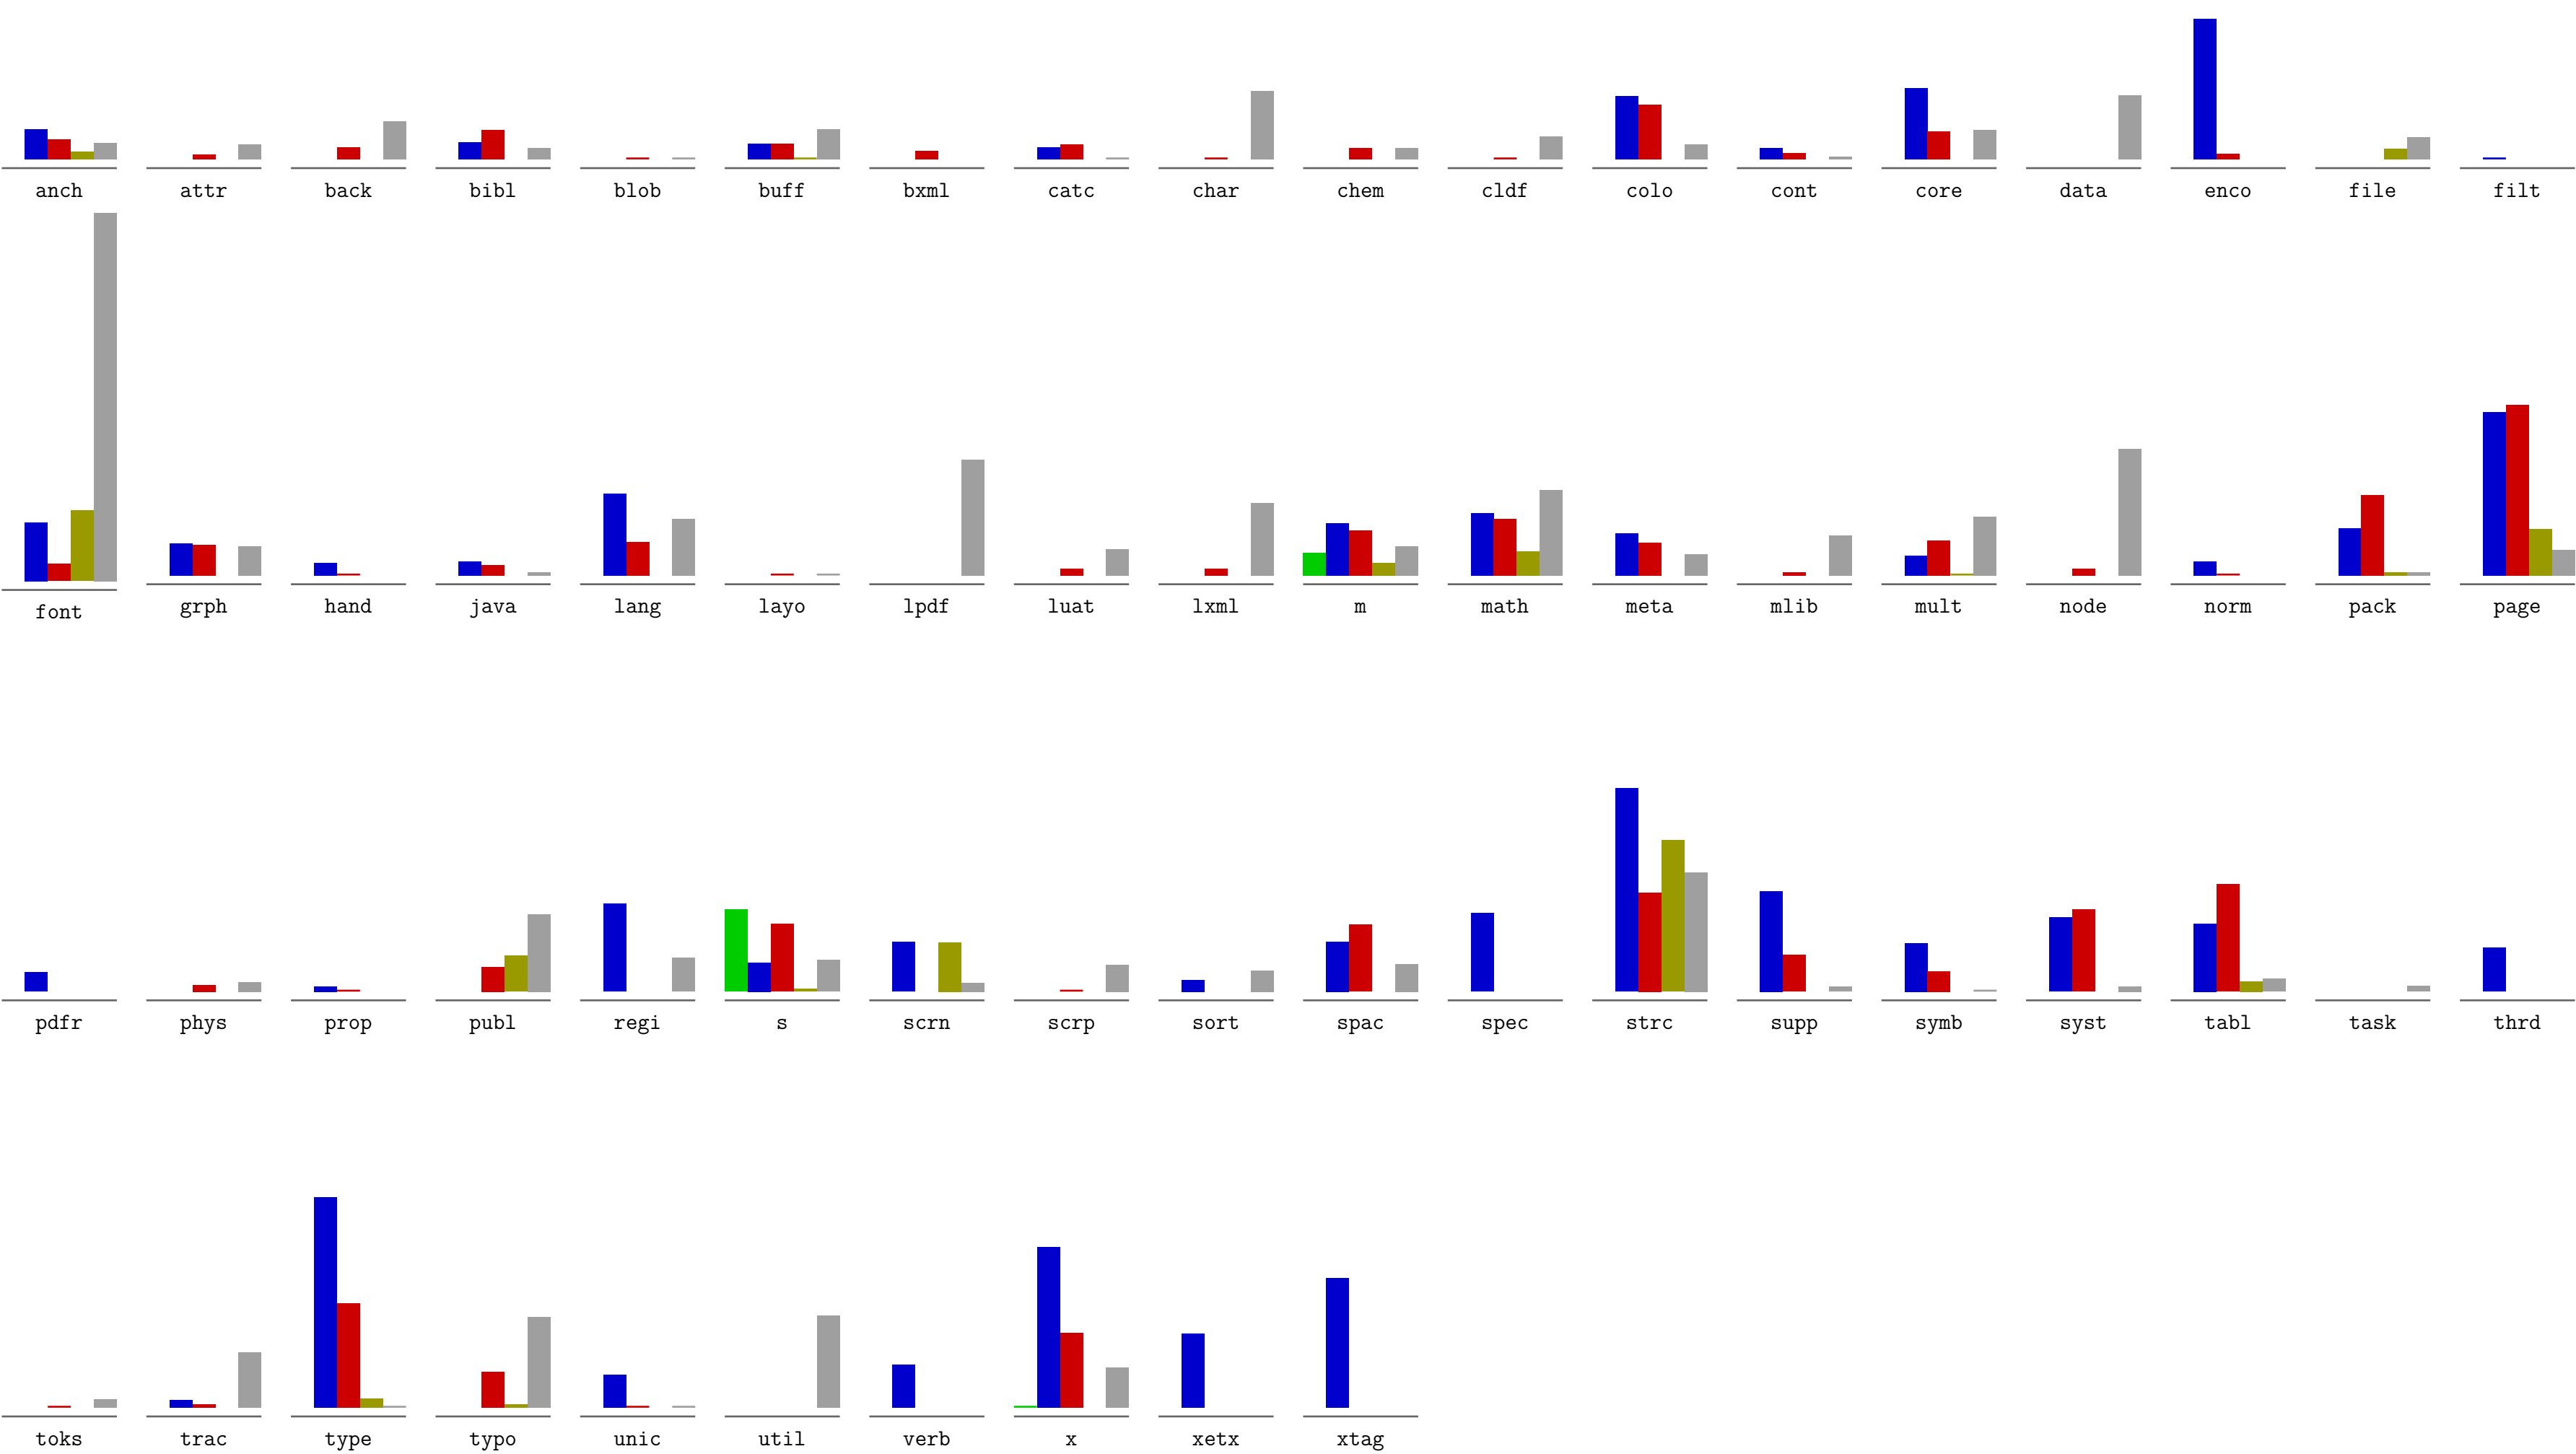 anch attr back bibl blob buff bxml catc char chem cldf colo cont core data enco file filt
font grph hand java lang layo lpdf luat lxml m math meta mlib mult node norm pack page
pdfr phys prop publ regi s scrn scrp sort spac spec strc supp symb syst tabl task thrd
toks trac type typo unic util verb x xetx xtag